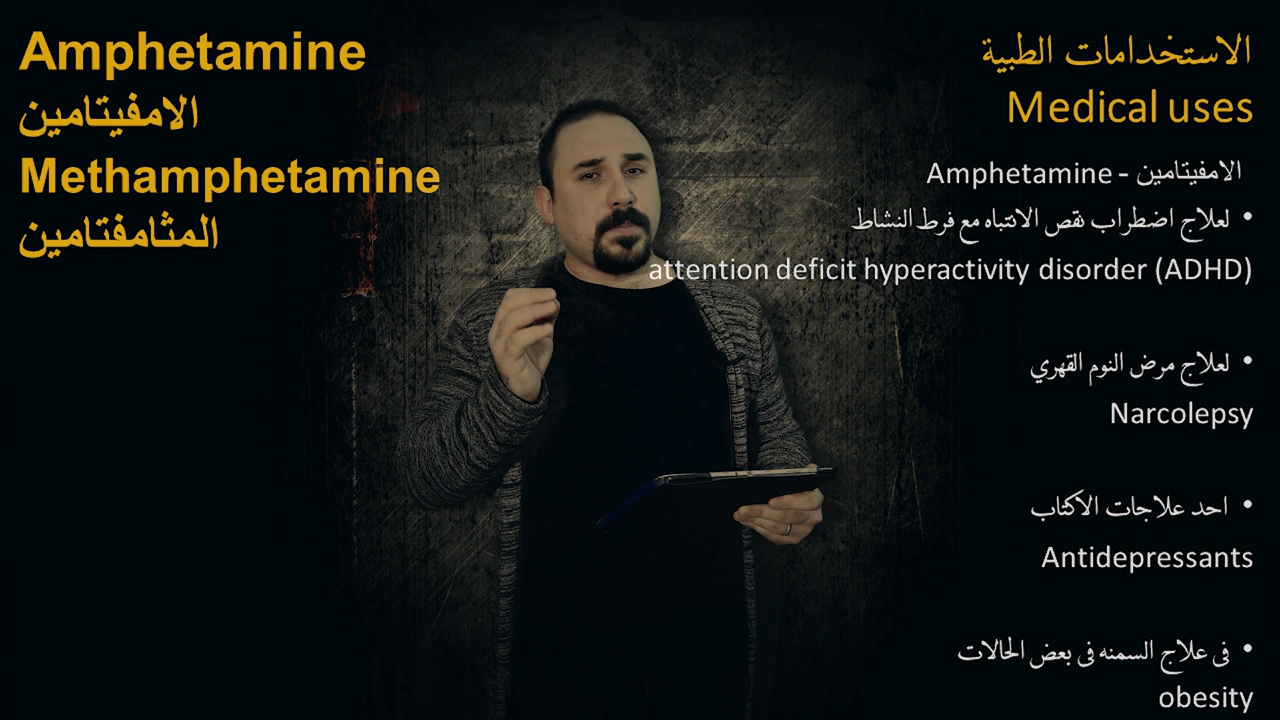 Amphetamine
الامفيتامين
Methamphetamine
المثامفتامين
الاستخدامات الطبية
Medical uses
Amphetamine - الامفيتامين
• لعلاج اضطراب نقص الانتباه مع فرط النشاط
attention deficit hyperactivity disorder (ADHD)
• لعلاج مرض النوم القهري
Narcolepsy
• احد علاجات الاكتاب
Antidepressants
• فى علاج السمنه فى بعض الحالات
obesity